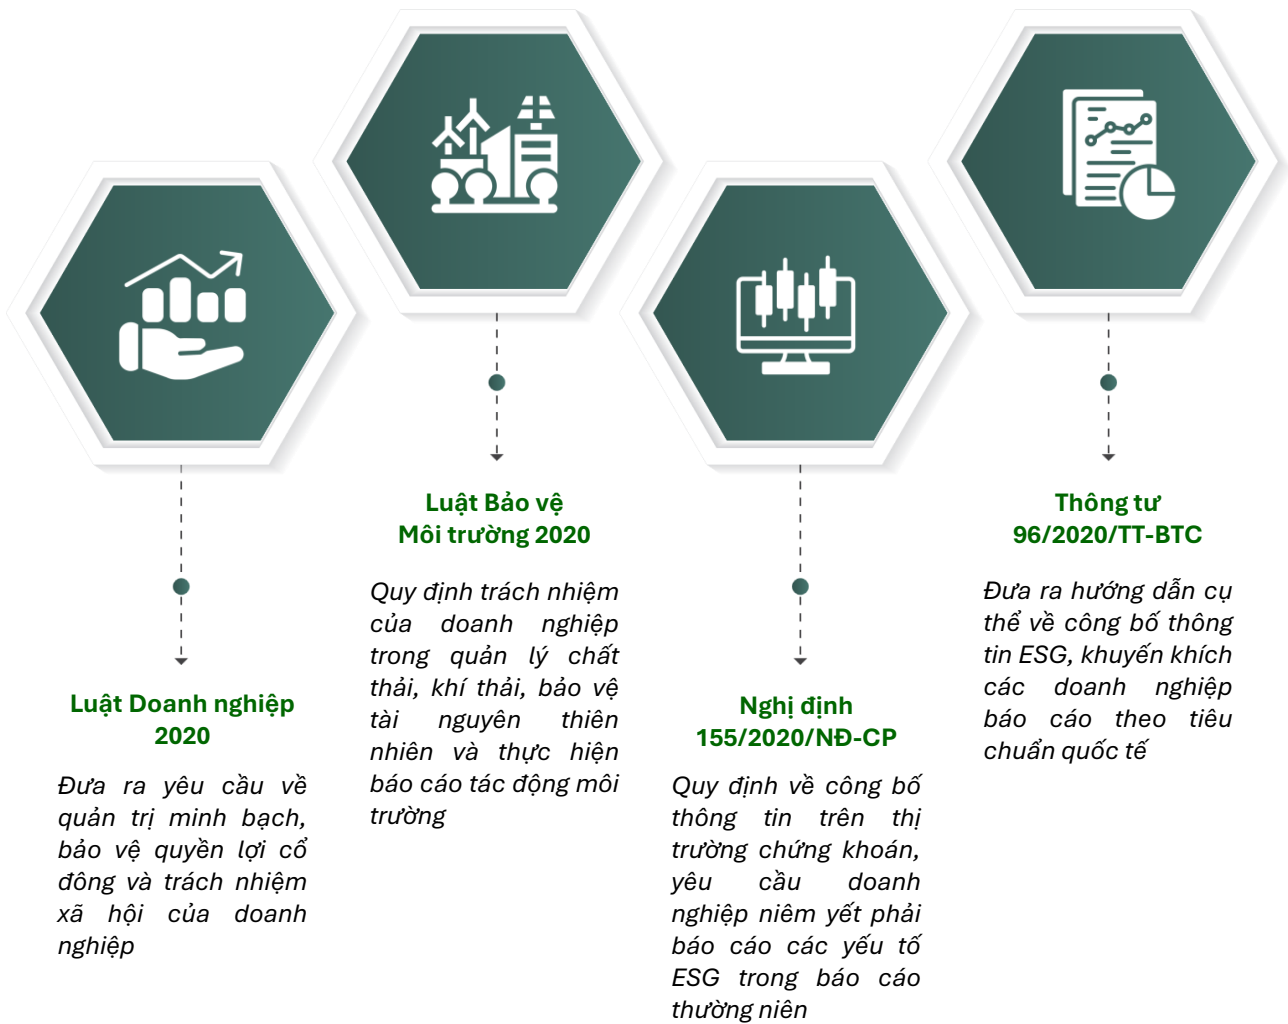 Luật Doanh nghiệp
2020
Đưa ra yêu cầu về
quản trị minh bạch,
bảo vệ quyền lợi cổ
đông và trách nhiệm
xã hội của doanh
nghiệp
Luật Bảo vệ
Môi trường 2020
Quy định trách nhiệm
của doanh nghiệp
trong quản lý chất
thải, khí thải, bảo vệ
tài nguyên thiên
nhiên và thực hiện
báo cáo tác động môi
trường
Nghị định
155/2020/NĐ-CP
Quy định về công bố
thông tin trên thị
trường chứng khoán,
yêu cầu doanh
nghiệp niêm yết phải
báo cáo các yếu tố
ESG trong báo cáo
thường niên
Thông tư
96/2020/TT-BTC
Đưa ra hướng dẫn cụ
thể về công bố thông
tin ESG, khuyến khích
các doanh nghiệp
báo cáo theo tiêu
chuẩn quốc tế